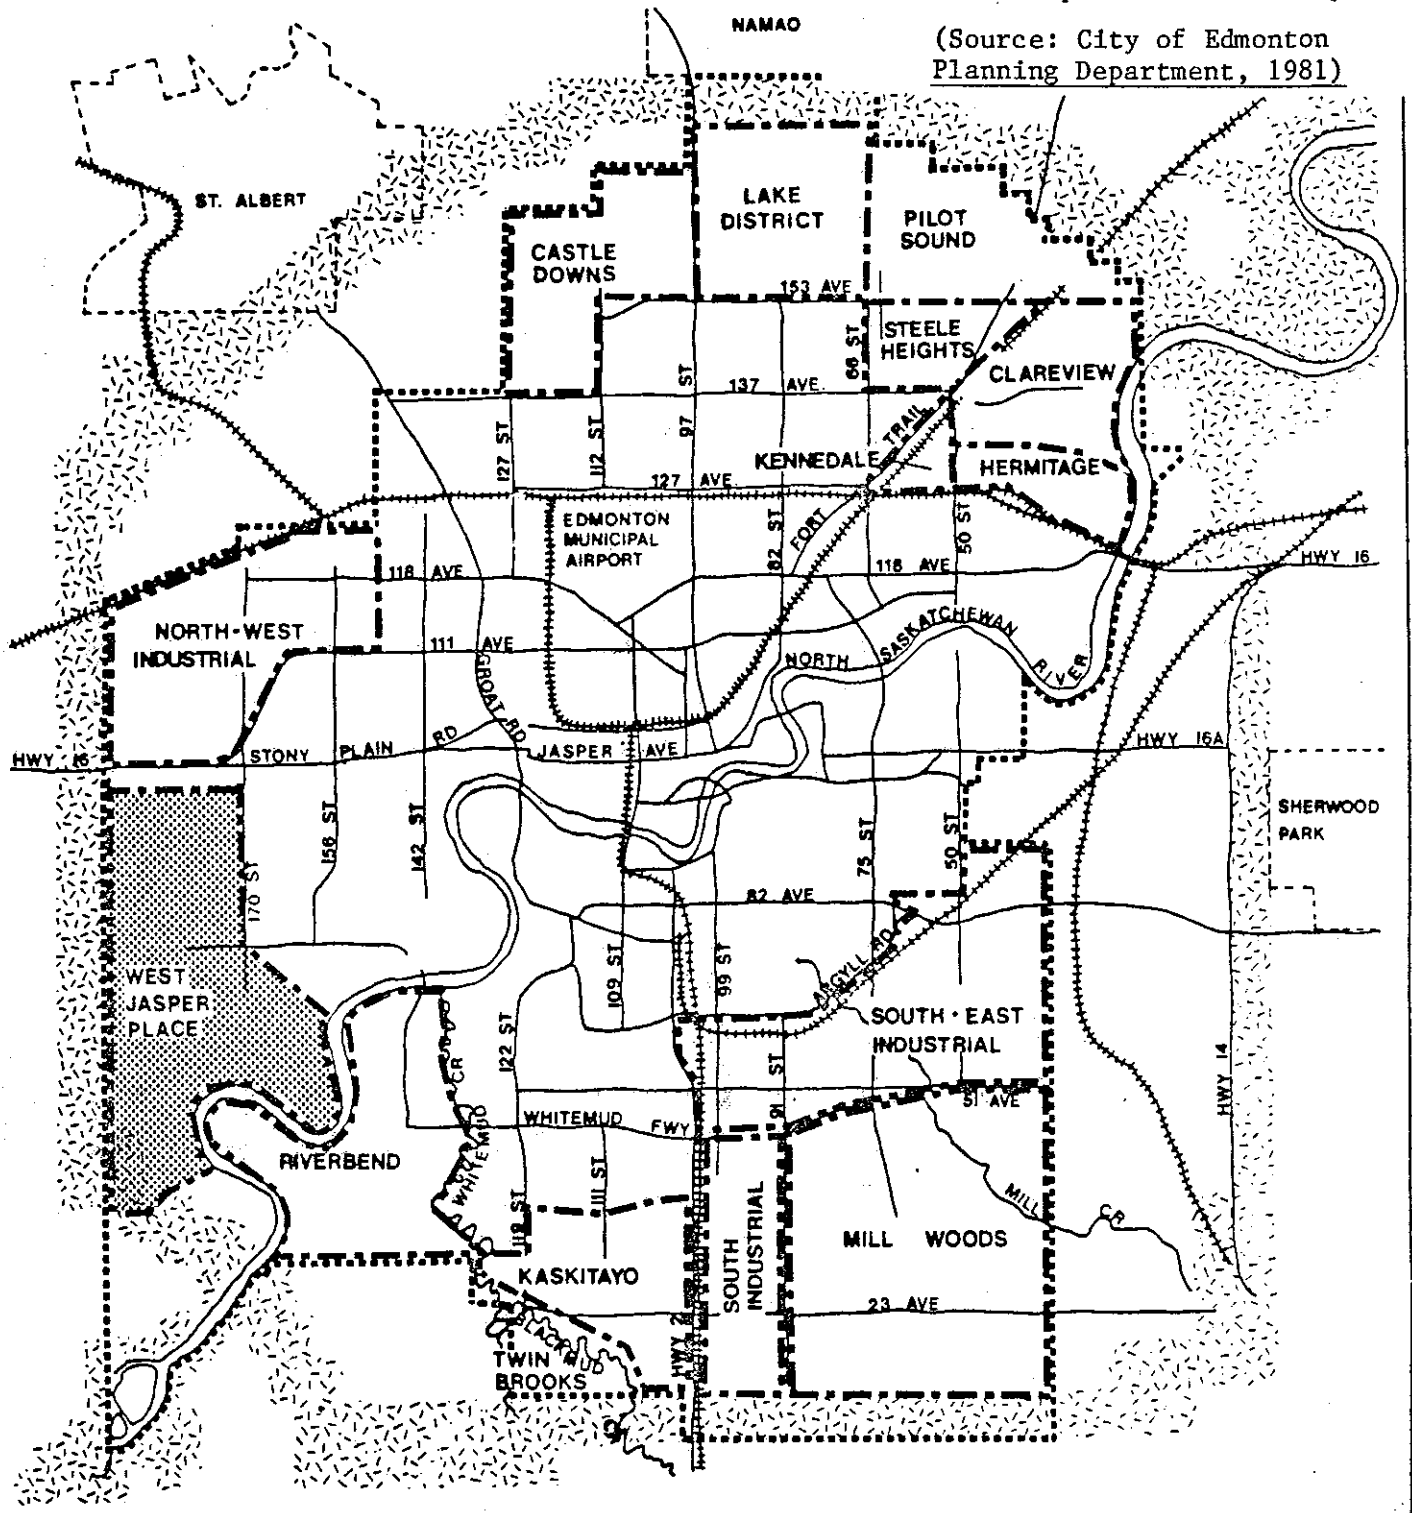 NAMAO
(Source: City of Edmonton
Planning Department, 1981)
ST. ALBERT
LAKE
DISTRICT
PILOT
SOUND
CASTLE
DOWNS
153 AVE
STEELE
HEIGHTS
66 ST
CLAREVIEW
137 AVE.
97 ST
127 ST
112 ST
FORT TRAIL
KENNEDALE
HERMITAGE
127 AVE.
EDMONTON
MUNICIPAL
AIRPORT
82 ST
50 ST
118 AVE
118 AVE
HWY 16
NORTH-WEST
INDUSTRIAL
111 AVE
GROAT RD
NORTH SASKATCHEWAN RIVER
HWY 16
STONY PLAIN RD
JASPER AVE
HWY 16A
SHERWOOD
PARK
156 ST
142 ST
75 ST
50 ST
170 ST
82 AVE
WEST
JASPER
PLACE
109 ST
99 ST
ARGYLL RD
SOUTH-EAST
INDUSTRIAL
122 ST
91 ST
51 AVE
HWY 14
WHITEMUD FWY
WHITEMUD CR
RIVERBEND
111 ST
119 ST
MILL CR
MILL WOODS
SOUTH
INDUSTRIAL
KASKITAYO
23 AVE
HWY 2
BLACKMUD
TWIN
BROOKS